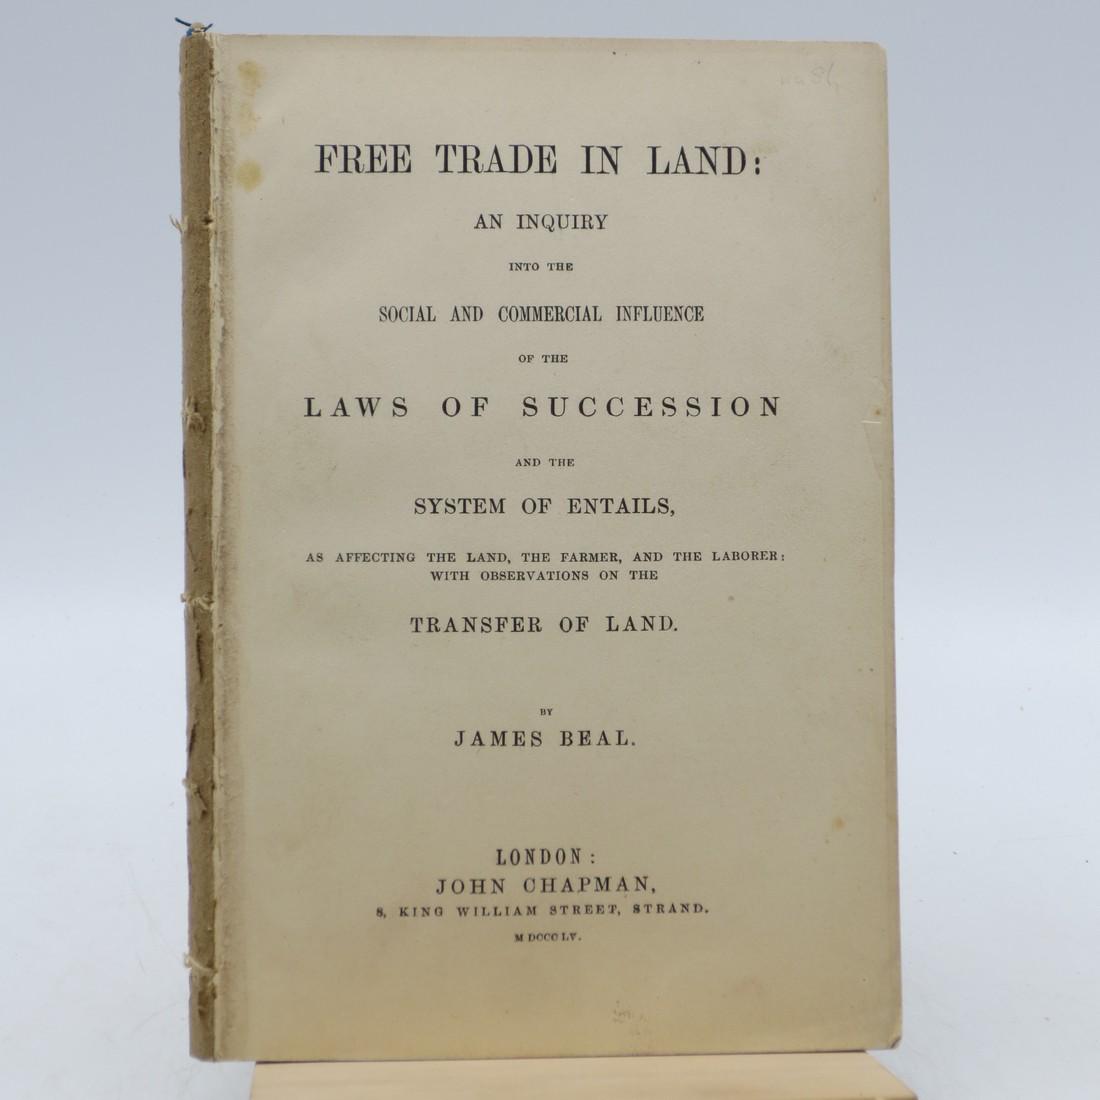 FREE TRADE IN LAND:
AN INQUIRY
INTO THE
SOCIAL AND COMMERCIAL INFLUENCE
OF THE
LAWS OF SUCCESSION
AND THE
SYSTEM OF ENTAILS,
AS AFFECTING THE LAND, THE FARMER, AND THE LABORER:
WITH OBSERVATIONS ON THE
TRANSFER OF LAND.
BY
JAMES BEAL.
LONDON:
JOHN CHAPMAN,
8, KING WILLIAM STREET, STRAND.
MDCCCLV.